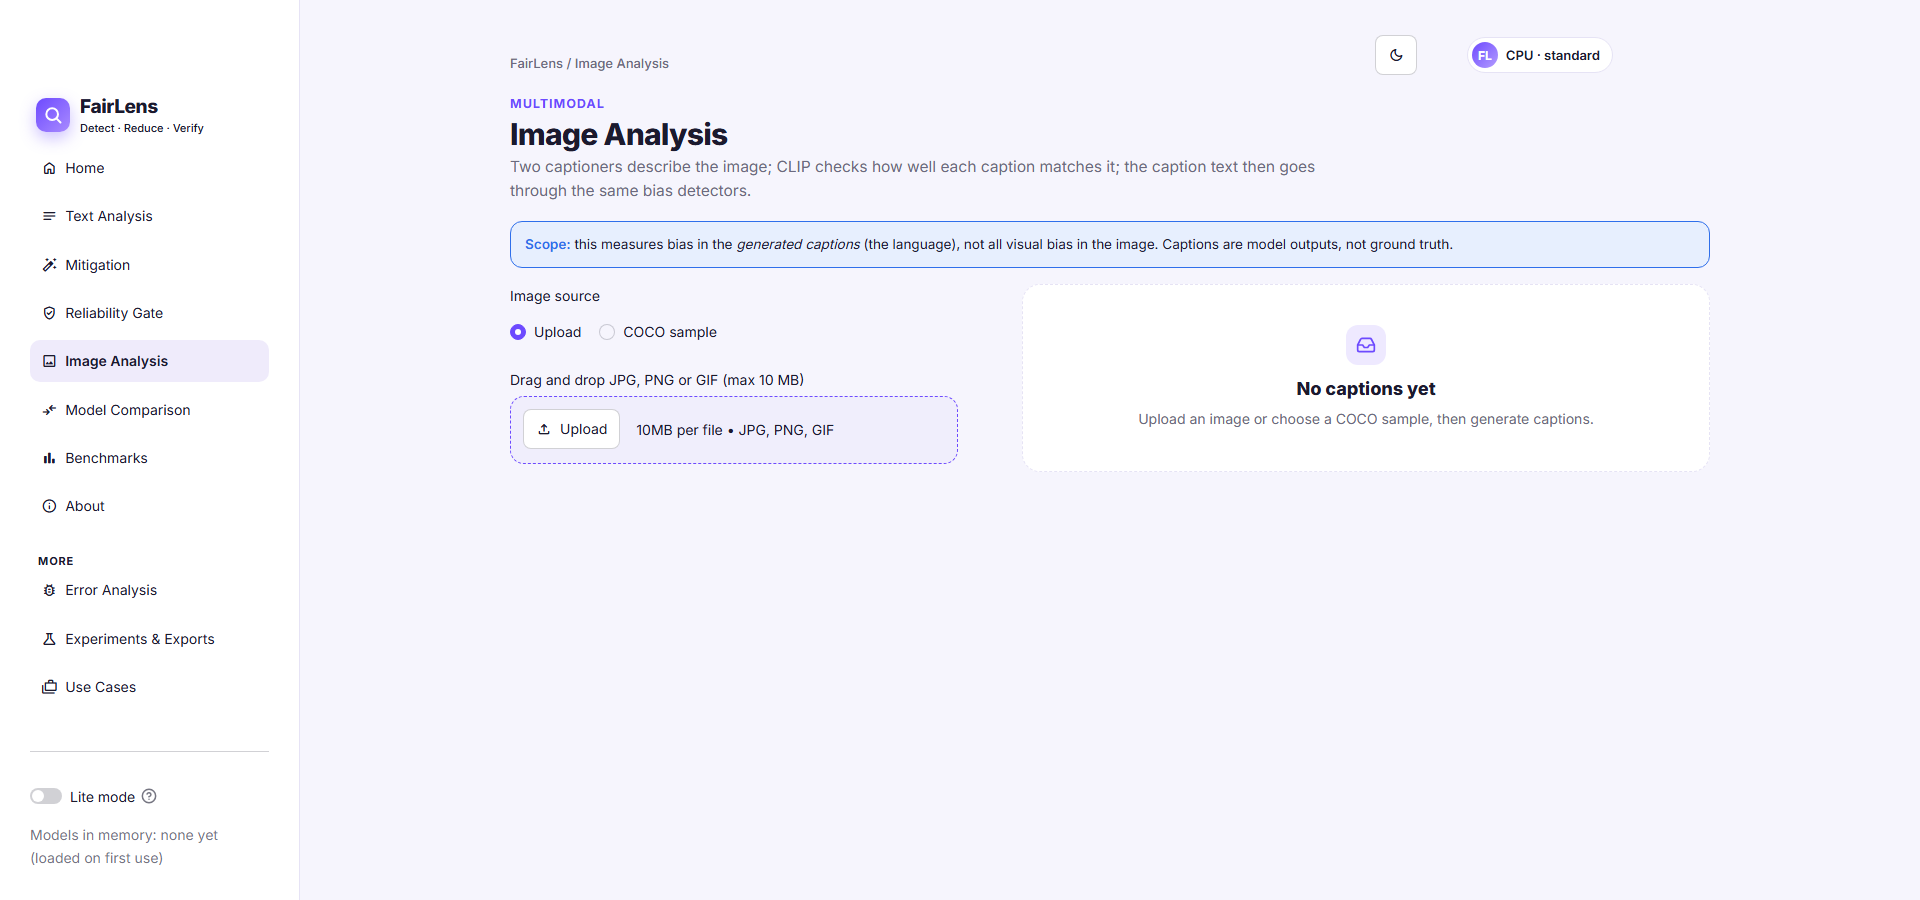 FairLens
Detect · Reduce · Verify
Home
Text Analysis
Mitigation
Reliability Gate
Image Analysis
Model Comparison
Benchmarks
About
MORE
Error Analysis
Experiments & Exports
Use Cases
Lite mode
Models in memory: none yet
(loaded on first use)
FairLens / Image Analysis
FL CPU · standard
MULTIMODAL
Image Analysis
Two captioners describe the image; CLIP checks how well each caption matches it; the caption text then goes
through the same bias detectors.
Scope: this measures bias in the generated captions (the language), not all visual bias in the image. Captions are model outputs, not ground truth.
Image source
Upload COCO sample
Drag and drop JPG, PNG or GIF (max 10 MB)
Upload 10MB per file • JPG, PNG, GIF
No captions yet
Upload an image or choose a COCO sample, then generate captions.